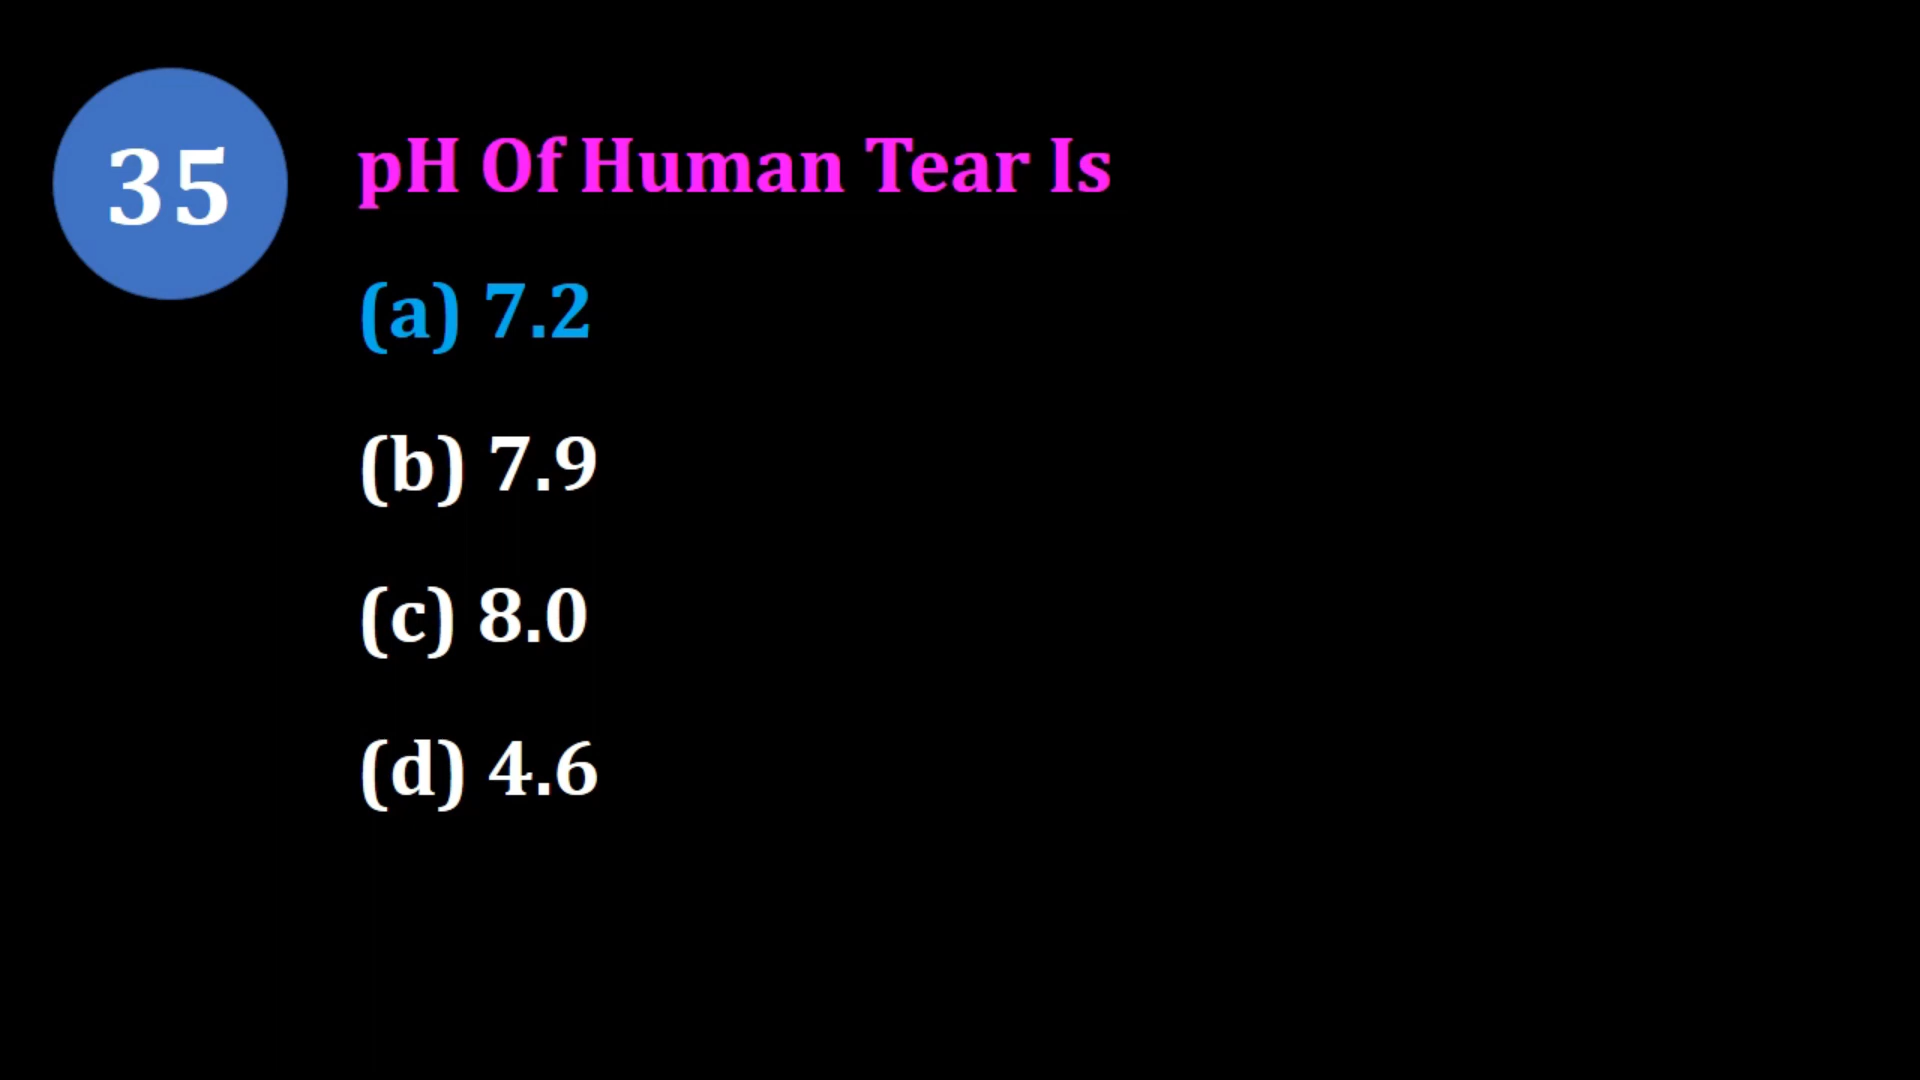 35
pH Of Human Tear Is
(a) 7.2
(b) 7.9
(c) 8.0
(d) 4.6